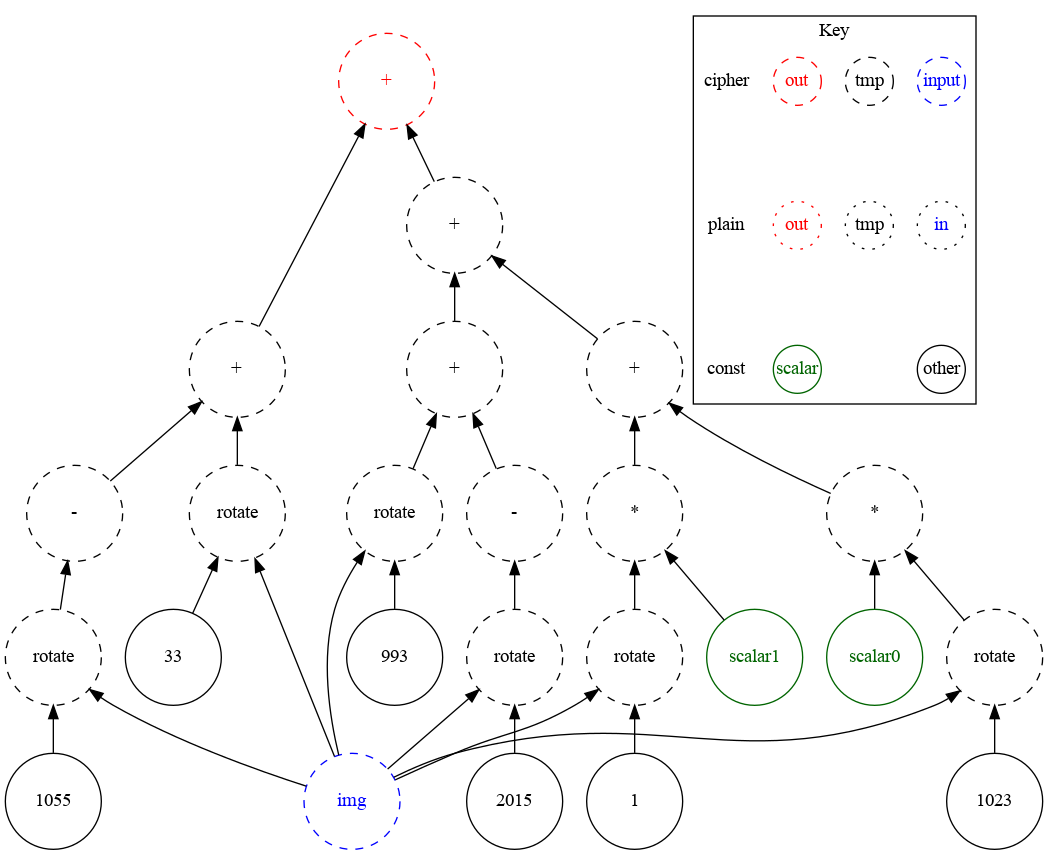 Key
+
cipher out tmp input
+
plain out tmp in
+ + +
const scalar other
- rotate rotate - * *
rotate 33 993 rotate rotate scalar1 scalar0 rotate
1055 img 2015 1 1023